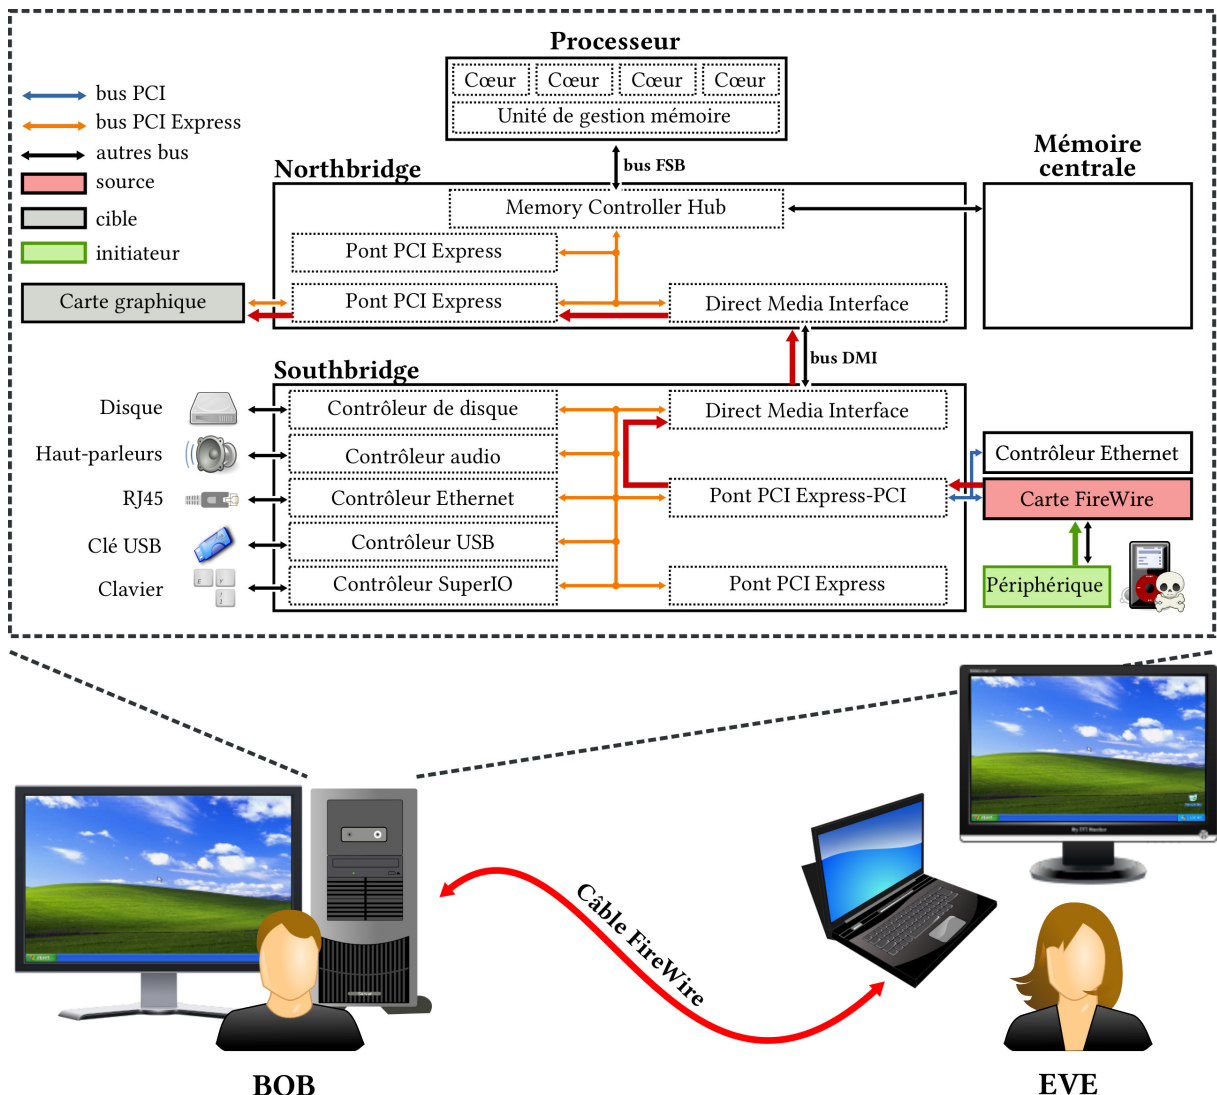 Processeur
Cœur
Cœur
Cœur
Cœur
Unité de gestion mémoire
bus PCI
bus PCI Express
autres bus
source
cible
initiateur
bus FSB
Northbridge
Mémoire
centrale
Memory Controller Hub
Pont PCI Express
Carte graphique
Pont PCI Express
Direct Media Interface
bus DMI
Southbridge
Disque
Contrôleur de disque
Direct Media Interface
Haut-parleurs
Contrôleur audio
Contrôleur Ethernet
RJ45
Contrôleur Ethernet
Pont PCI Express-PCI
Carte FireWire
Clé USB
Contrôleur USB
Clavier
Contrôleur SuperIO
Pont PCI Express
Périphérique
Câble FireWire
BOB
EVE